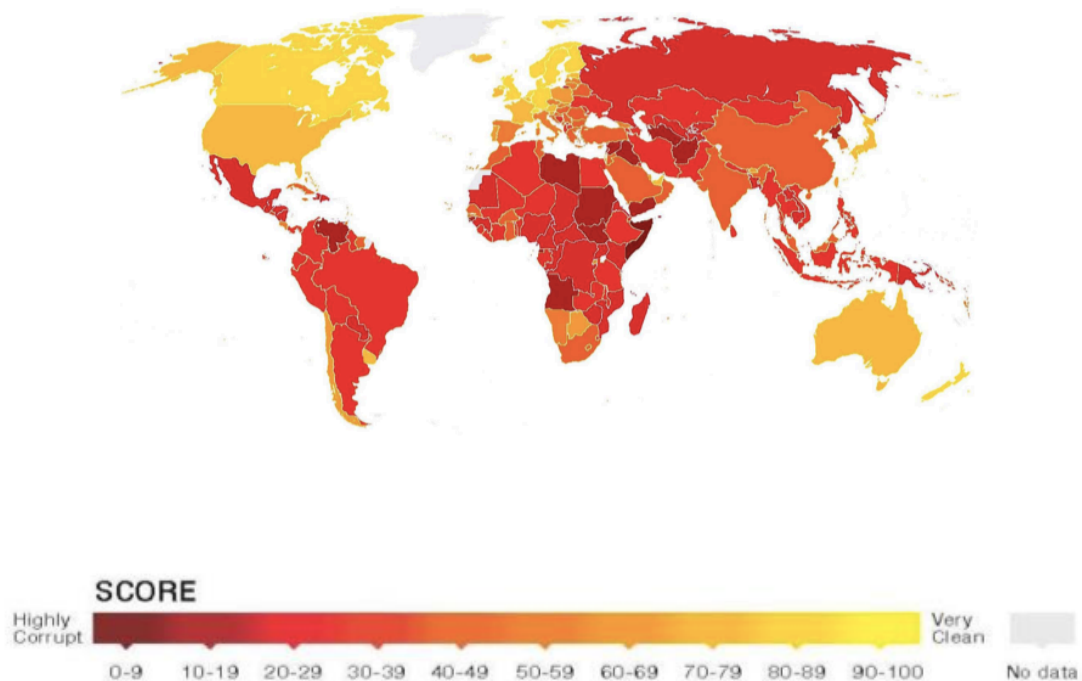 SCORE
Highly
Corrupt
Very
Clean
0-9 10-19 20-29 30-39 40-49 50-59 60-69 70-79 80-89 90-100 No data